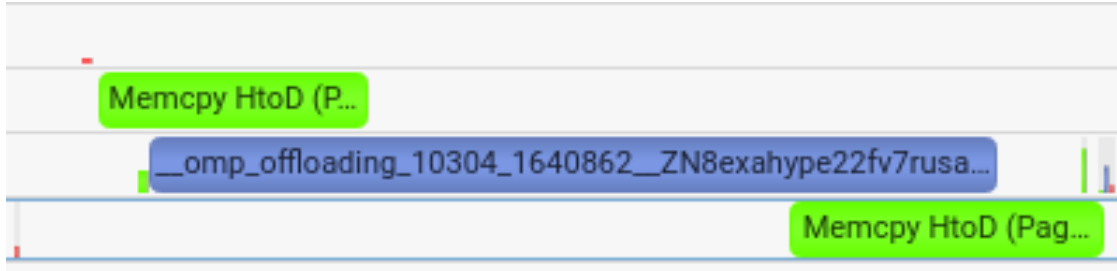 Memcpy HtoD (P...
__omp_offloading_10304_1640862__ZN8exahype22fv7rusa...
Memcpy HtoD (Pag...